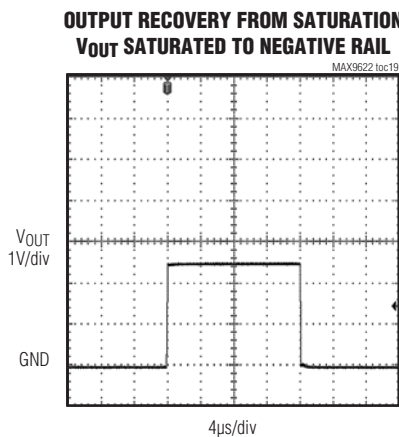 OUTPUT RECOVERY FROM SATURATION
VOUT SATURATED TO NEGATIVE RAIL
MAX9622 toc19
VOUT
1V/div
GND
4µs/div